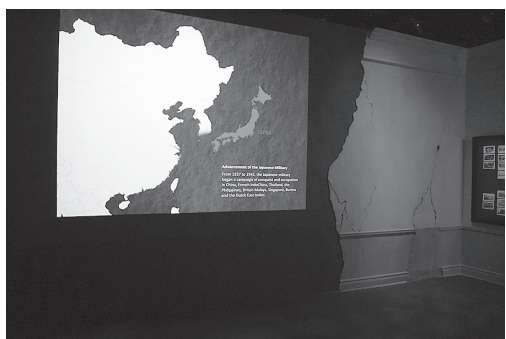 JAPAN
Advancement of the Japanese Military
From 1937 to 1942, the Japanese military
began a campaign of conquest and occupation
in China, French IndoChina, Thailand, the
Philippines, British Malaya, Singapore, Burma
and the Dutch East Indies.